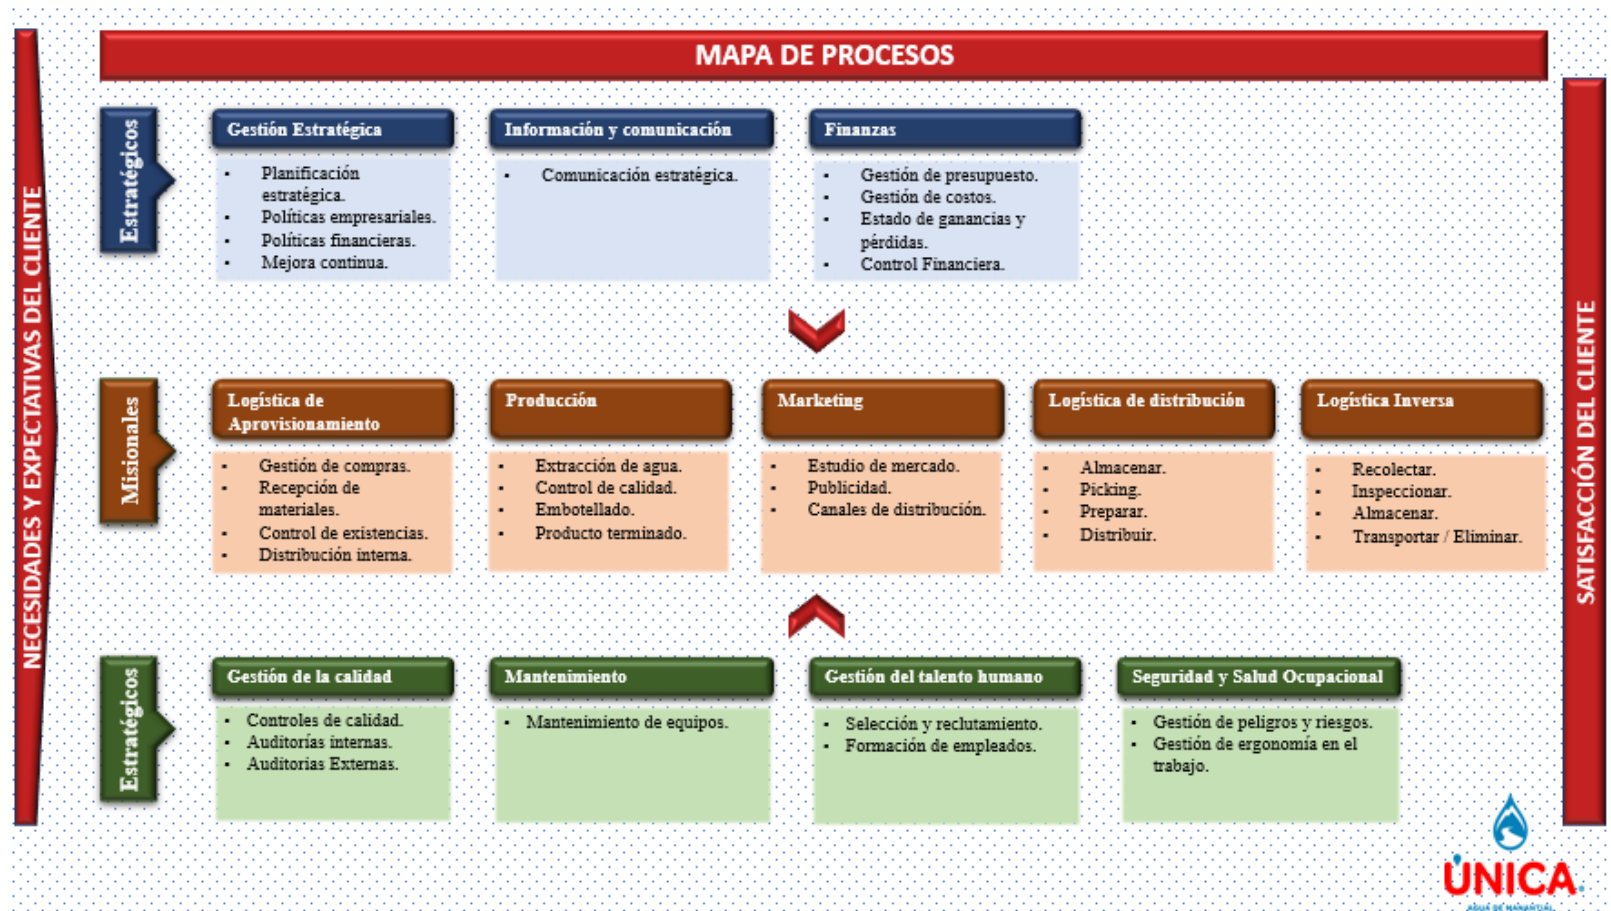 MAPA DE PROCESOS
NECESIDADES Y EXPECTATIVAS DEL CLIENTE
Estratégicos
Gestión Estratégica
▪ Planificación
estratégica.
▪ Políticas empresariales.
▪ Políticas financieras.
▪ Mejora continua.
Información y comunicación
▪ Comunicación estratégica.
Finanzas
▪ Gestión de presupuesto.
▪ Gestión de costos.
▪ Estado de ganancias y
pérdidas.
▪ Control Financiera.
Misionales
Logística de
Aprovisionamiento
▪ Gestión de compras.
▪ Recepción de
materiales.
▪ Control de existencias.
▪ Distribución interna.
Producción
▪ Extracción de agua.
▪ Control de calidad.
▪ Embotellado.
▪ Producto terminado.
Marketing
▪ Estudio de mercado.
▪ Publicidad.
▪ Canales de distribución.
Logística de distribución
▪ Almacenar.
▪ Picking.
▪ Preparar.
▪ Distribuir.
Logística Inversa
▪ Recolectar.
▪ Inspeccionar.
▪ Almacenar.
▪ Transportar / Eliminar.
Estratégicos
Gestión de la calidad
• Controles de calidad.
• Auditorías internas.
• Auditorias Externas.
Mantenimiento
• Mantenimiento de equipos.
Gestión del talento humano
• Selección y reclutamiento.
• Formación de empleados.
Seguridad y Salud Ocupacional
• Gestión de peligros y riesgos.
• Gestión de ergonomía en el
trabajo.
SATISFACCIÓN DEL CLIENTE
ÚNICA
AGUA DE MANANTIAL